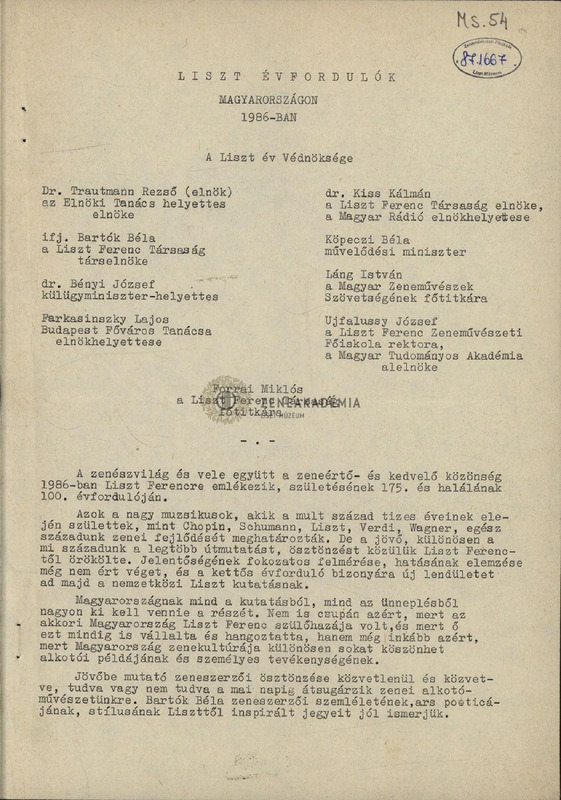 Ms. 54
Zeneművészeti Főiskola
87.1667
Liszt Múzeum
LISZT ÉVFORDULÓK
MAGYARORSZÁGON
1986-BAN
A Liszt év Védnöksége
Dr. Trautmann Rezső (elnök)
az Elnöki Tanács helyettes
elnöke
ifj. Bartók Béla
a Liszt Ferenc Társaság
társelnöke
dr. Bényi József
külügyminiszter-helyettes
Farkasinszky Lajos
Budapest Főváros Tanácsa
elnökhelyettese
dr. Kiss Kálmán
a Liszt Ferenc Társaság elnöke,
a Magyar Rádió elnökhelyettese
Köpeczi Béla
művelődési miniszter
Láng István
a Magyar Zeneművészek
Szövetségének főtitkára
Ujfalussy József
a Liszt Ferenc Zeneművészeti
Főiskola rektora,
a Magyar Tudományos Akadémia
alelnöke
Forrai Miklós
a Liszt Ferenc Társaság
főtitkára
ZENEAKADÉMIA
LISZT MÚZEUM
- . -
A zenészvilág és vele együtt a zeneértő- és kedvelő közönség
1986-ban Liszt Ferencre emlékezik, születésének 175. és halálának
100. évfordulóján.
Azok a nagy muzsikusok, akik a mult század tizes éveinek ele-
jén születtek, mint Chopin, Schumann, Liszt, Verdi, Wagner, egész
századunk zenei fejlődését meghatározták. De a jövő, különösen a
mi századunk a legtöbb útmutatást, ösztönzést közülük Liszt Ferenc-
től örökölte. Jelentőségének fokozatos felmérése, hatásának elemzése
még nem ért véget, és a kettős évforduló bizonyára új lendületet
ad majd a nemzetközi Liszt kutatásnak.
Magyarországnak mind a kutatásból, mind az ünneplésből
nagyon ki kell vennie a részét. Nem is csupán azért, mert az
akkori Magyarország Liszt Ferenc szülőhazája volt,és mert ő
ezt mindig is vállalta és hangoztatta, hanem még inkább azért,
mert Magyarország zenekultúrája különösen sokat köszönhet
alkotói példájának és személyes tevékenységének.
Jövőbe mutató zeneszerzői ösztönzése közvetlenül és közvet-
ve, tudva vagy nem tudva a mai napig átsugárzik zenei alkotó-
művészetünkre. Bartók Béla zeneszerzői szemléletének,ars poeticá-
jának, stílusának Liszttől inspirált jegyeit jól ismerjük.